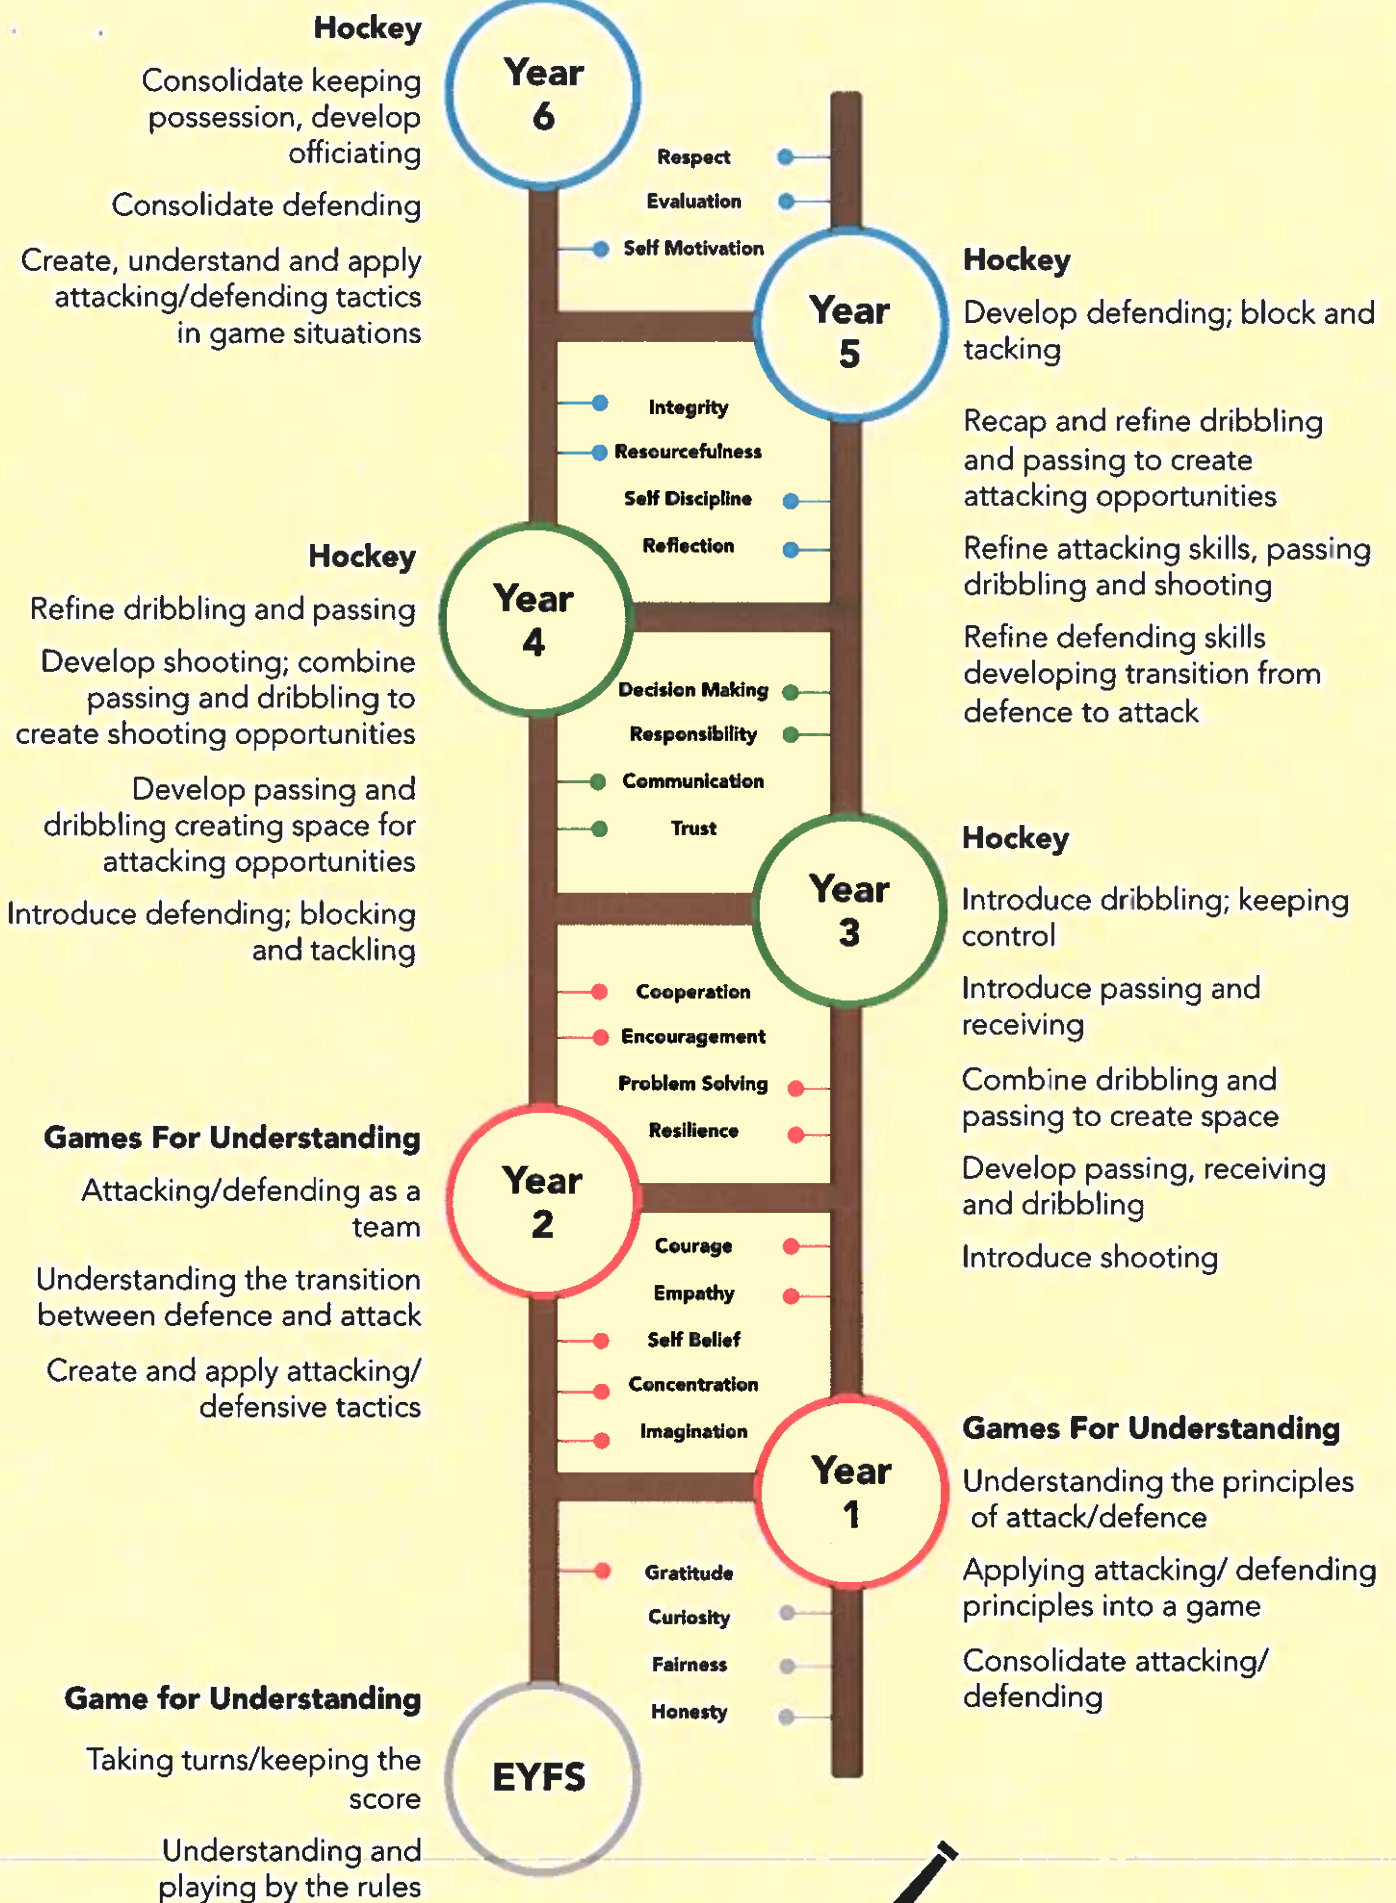 Hockey
Consolidate keeping
possession, develop
officiating
Consolidate defending
Create, understand and apply
attacking/defending tactics
in game situations
Year
6
Respect
Evaluation
Self Motivation
Year
5
Hockey
Develop defending; block and
tacking
Recap and refine dribbling
and passing to create
attacking opportunities
Refine attacking skills, passing
dribbling and shooting
Refine defending skills
developing transition from
defence to attack
Integrity
Resourcefulness
Self Discipline
Reflection
Hockey
Refine dribbling and passing
Develop shooting; combine
passing and dribbling to
create shooting opportunities
Develop passing and
dribbling creating space for
attacking opportunities
Introduce defending; blocking
and tackling
Year
4
Decision Making
Responsibility
Communication
Trust
Year
3
Hockey
Introduce dribbling; keeping
control
Introduce passing and
receiving
Combine dribbling and
passing to create space
Develop passing, receiving
and dribbling
Introduce shooting
Cooperation
Encouragement
Problem Solving
Resilience
Games For Understanding
Attacking/defending as a
team
Understanding the transition
between defence and attack
Create and apply attacking/
defensive tactics
Year
2
Courage
Empathy
Self Belief
Concentration
Imagination
Year
1
Games For Understanding
Understanding the principles
of attack/defence
Applying attacking/ defending
principles into a game
Consolidate attacking/
defending
Gratitude
Curiosity
Fairness
Honesty
Game for Understanding
Taking turns/keeping the
score
Understanding and
playing by the rules
EYFS